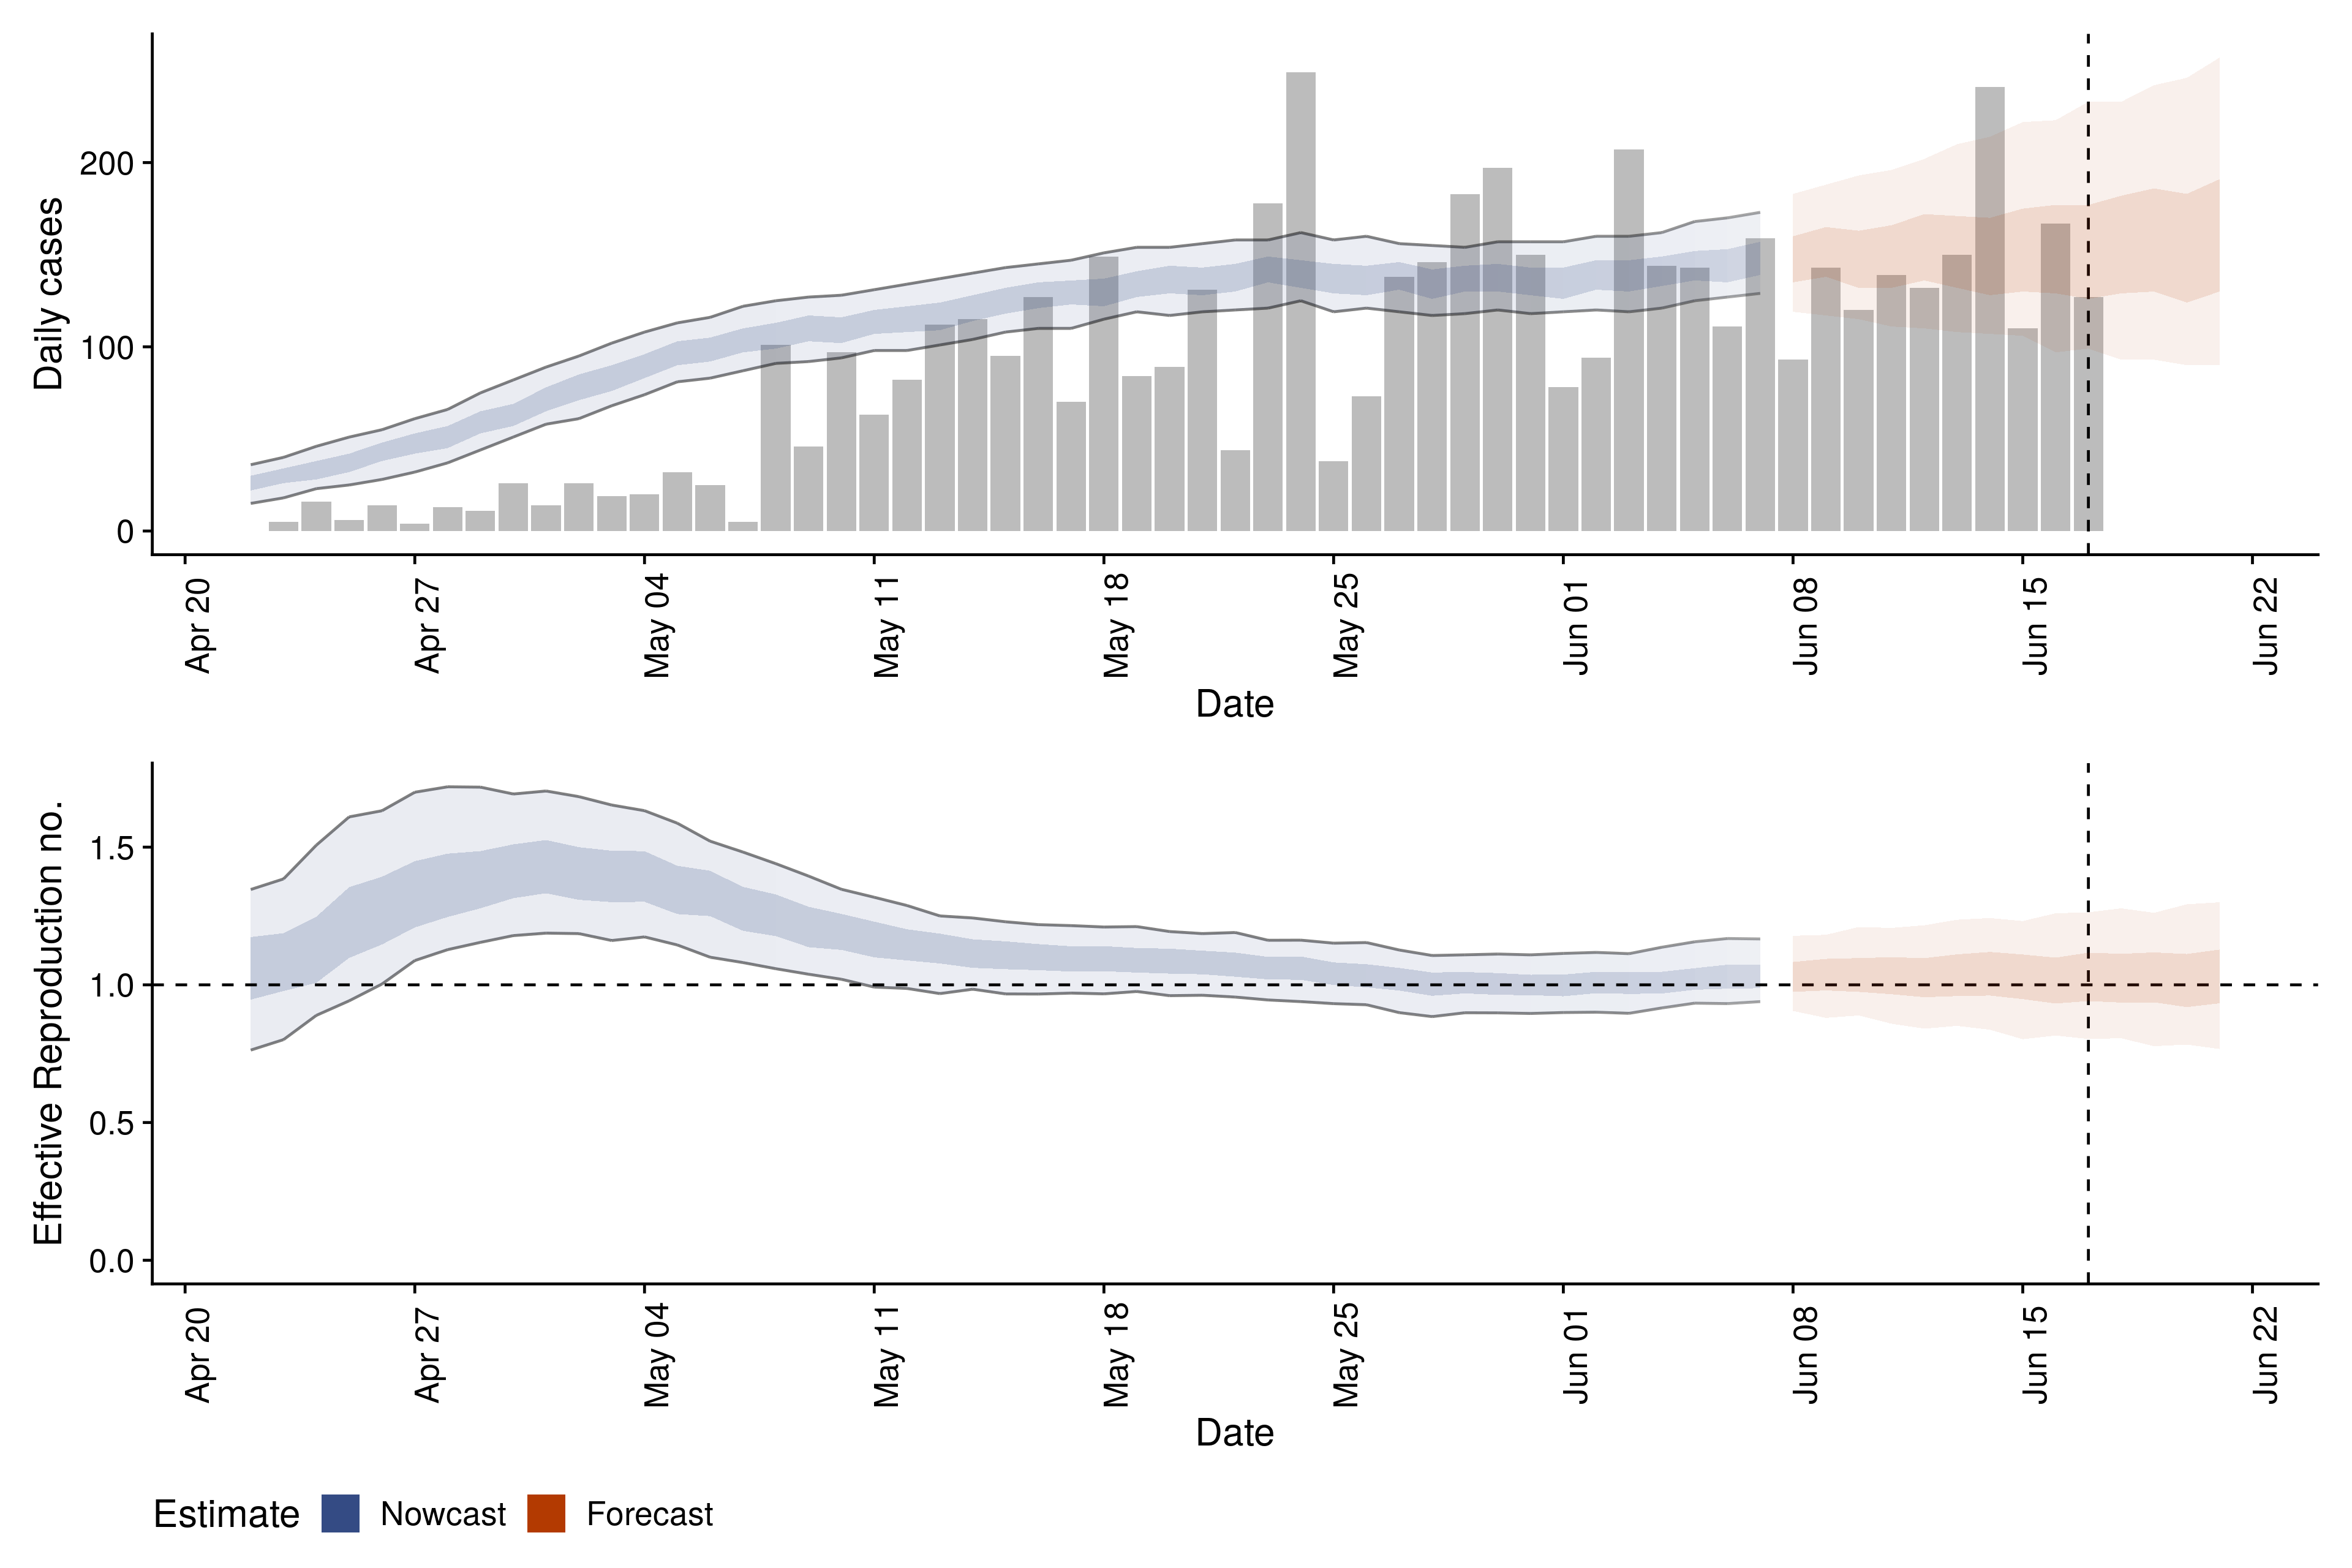 Daily cases
200
100
0
Apr 20
Apr 27
May 04
May 11
May 18
May 25
Jun 01
Jun 08
Jun 15
Jun 22
Date
Effective Reproduction no.
1.5
1.0
0.5
0.0
Apr 20
Apr 27
May 04
May 11
May 18
May 25
Jun 01
Jun 08
Jun 15
Jun 22
Date
Estimate Nowcast Forecast